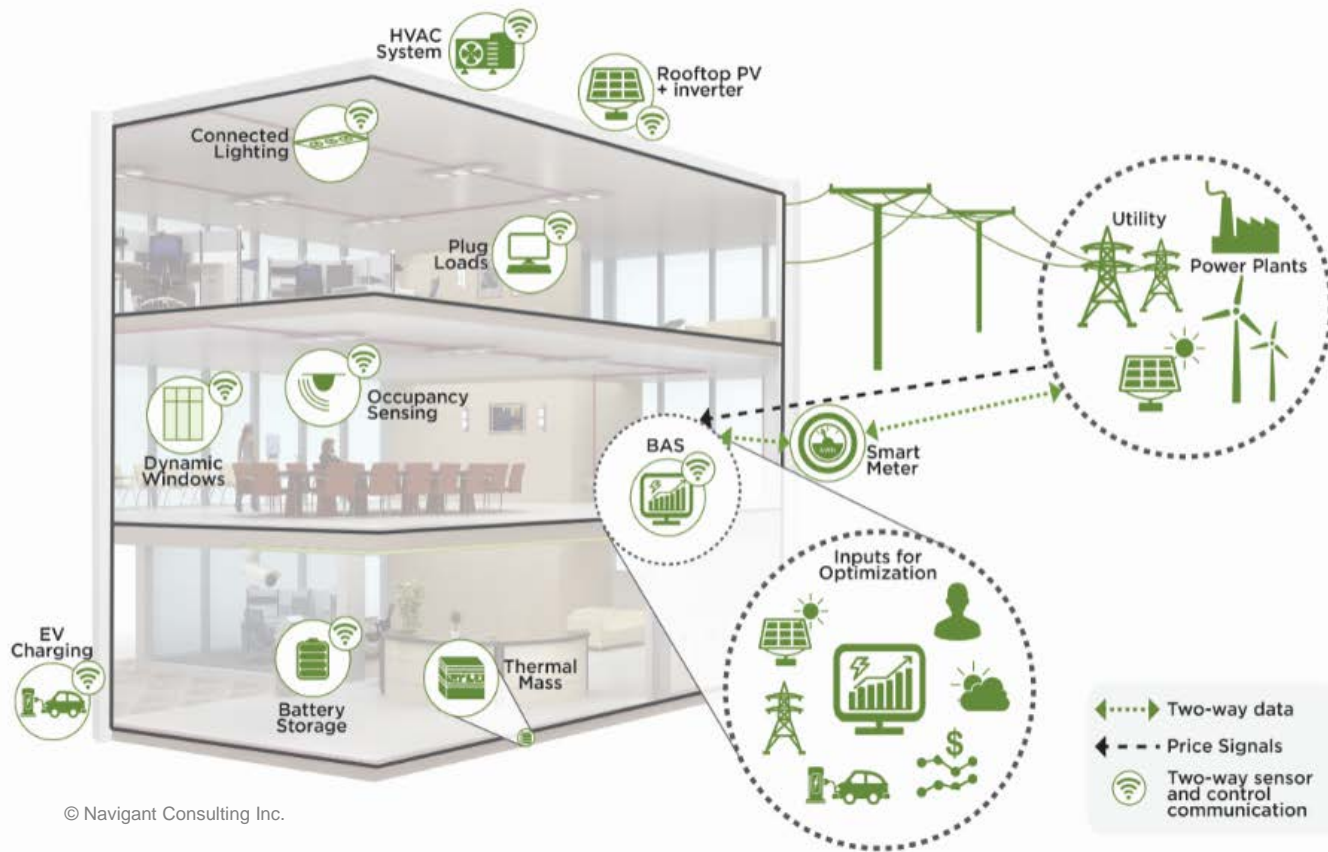 HVAC
System
Rooftop PV
+ inverter
Connected
Lighting
Plug
Loads
Utility
Power Plants
Occupancy
Sensing
Dynamic
Windows
BAS
Smart
Meter
kWh
Inputs for
Optimization
EV
Charging
Battery
Storage
Thermal
Mass
$
Two-way data
Price Signals
Two-way sensor
and control
communication
© Navigant Consulting Inc.